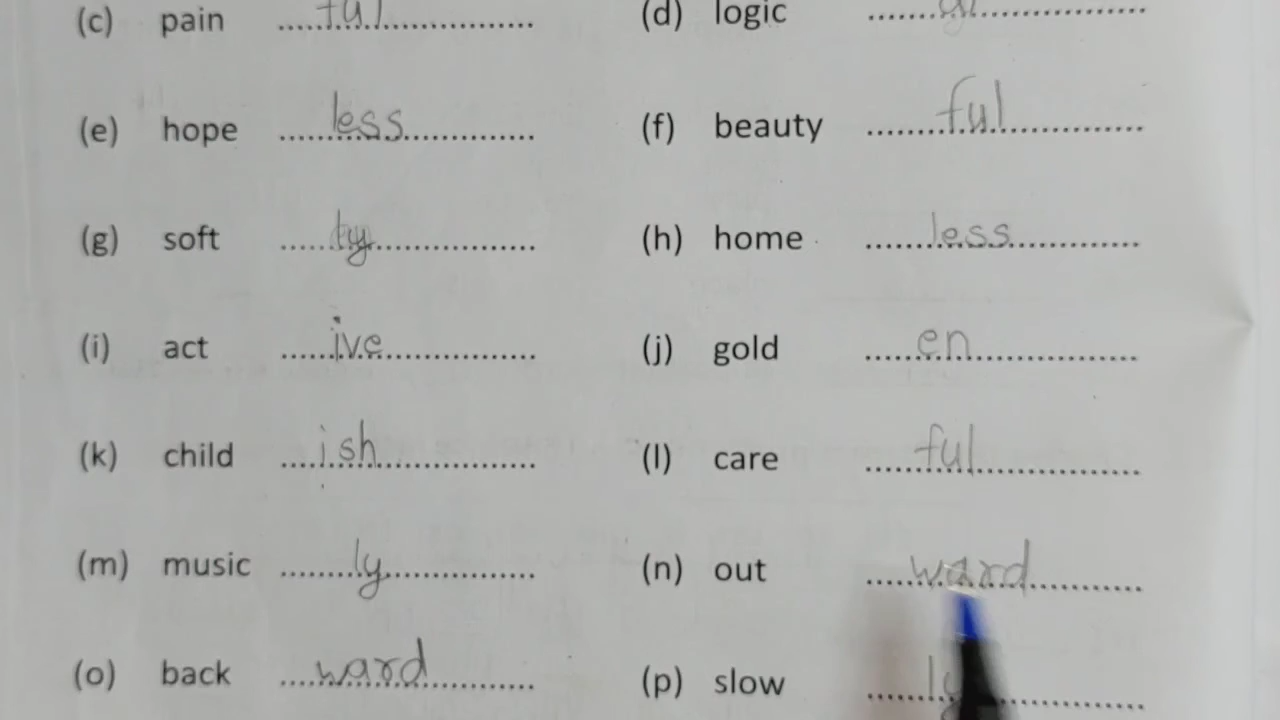 (c) pain ful (d) logic
(e) hope less (f) beauty ful
(g) soft ly (h) home less
(i) act ive (j) gold en
(k) child ish (l) care ful
(m) music ly (n) out ward
(o) back ward (p) slow ly